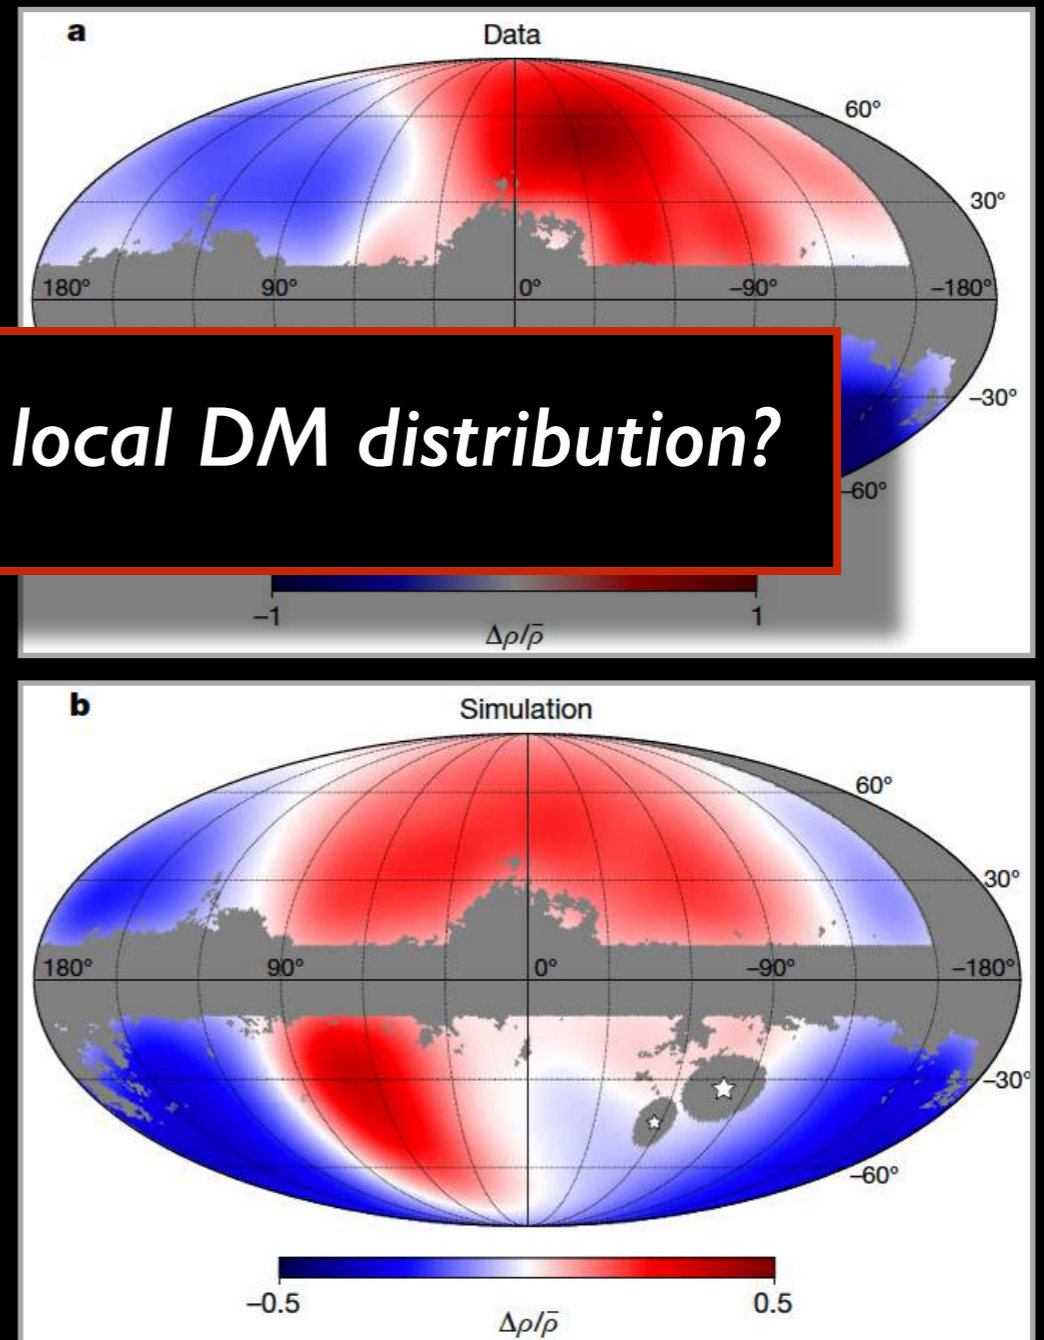 a
Data
60°
30°
180° 90° 0° –90° –180°
–30°
local DM distribution?
–60°
–1 1
Δρ/ρ̄
b
Simulation
60°
30°
180° 90° 0° –90° –180°
–30°
–60°
–0.5 0.5
Δρ/ρ̄